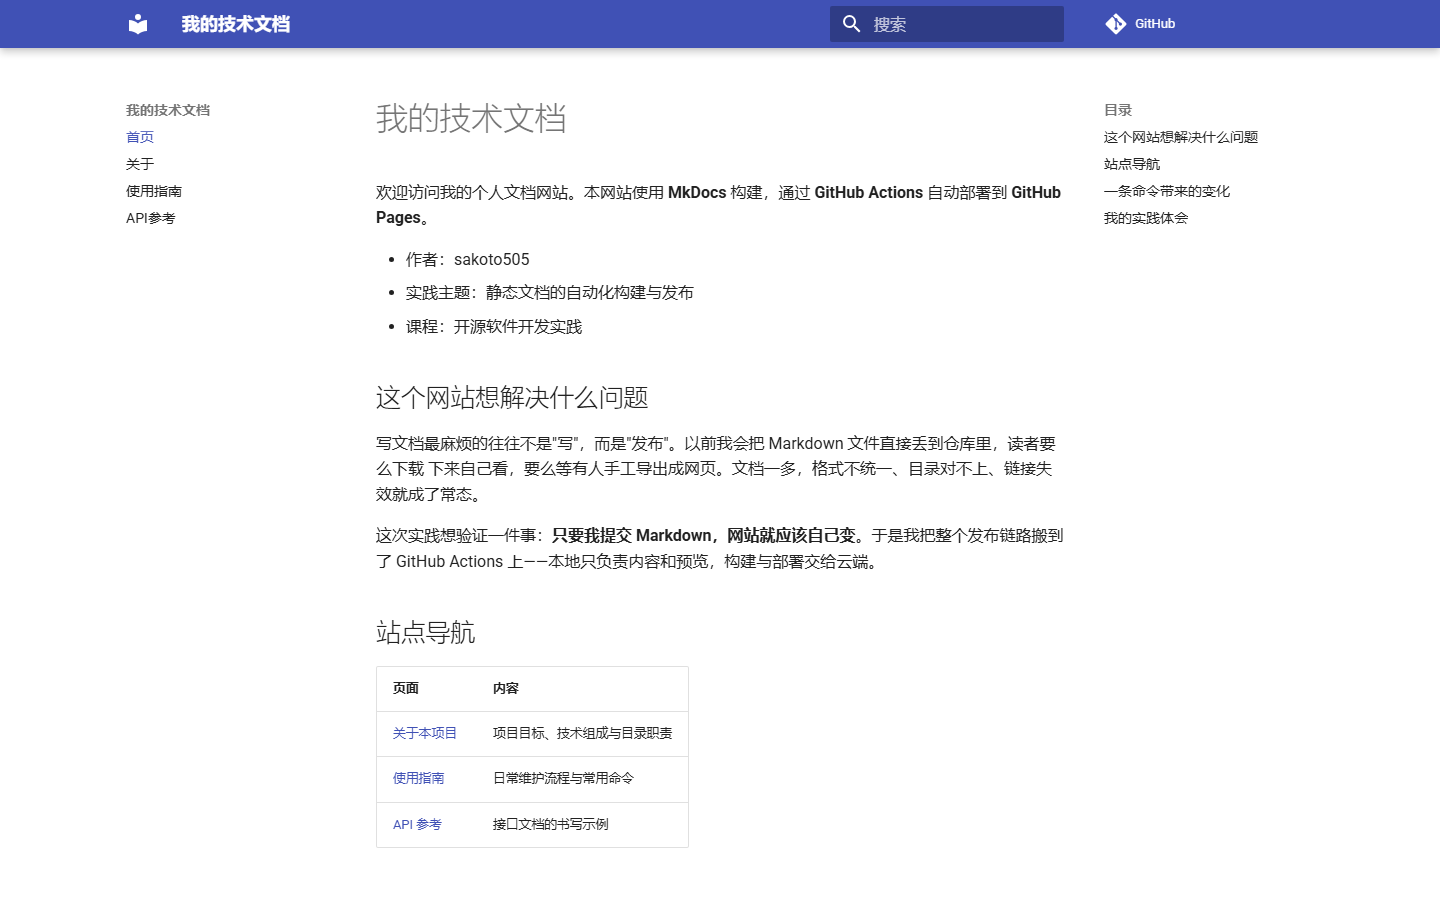 我的技术文档
搜索
GitHub
我的技术文档
首页
关于
使用指南
API参考
我的技术文档
欢迎访问我的个人文档网站。本网站使用 MkDocs 构建，通过 GitHub Actions 自动部署到 GitHub
Pages。
作者：sakoto505
实践主题：静态文档的自动化构建与发布
课程：开源软件开发实践
这个网站想解决什么问题
写文档最麻烦的往往不是"写"，而是"发布"。以前我会把 Markdown 文件直接丢到仓库里，读者要
么下载 下来自己看，要么等有人手工导出成网页。文档一多，格式不统一、目录对不上、链接失
效就成了常态。
这次实践想验证一件事：只要我提交 Markdown，网站就应该自己变。于是我把整个发布链路搬到
了 GitHub Actions 上——本地只负责内容和预览，构建与部署交给云端。
站点导航
页面 内容
关于本项目 项目目标、技术组成与目录职责
使用指南 日常维护流程与常用命令
API 参考 接口文档的书写示例
目录
这个网站想解决什么问题
站点导航
一条命令带来的变化
我的实践体会